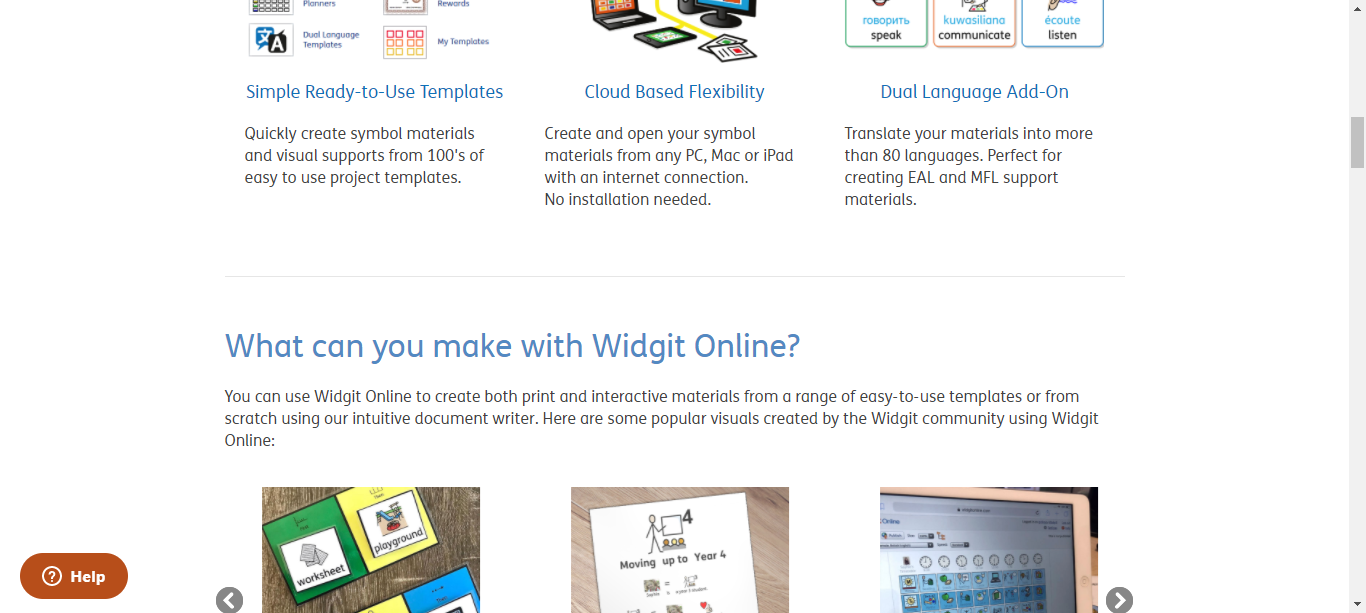 Planners
Rewards
Dual Language
Templates
My Templates
говорить
speak
kuwasiliana
communicate
écoute
listen
Simple Ready-to-Use Templates
Cloud Based Flexibility
Dual Language Add-On
Quickly create symbol materials
and visual supports from 100's of
easy to use project templates.
Create and open your symbol
materials from any PC, Mac or iPad
with an internet connection.
No installation needed.
Translate your materials into more
than 80 languages. Perfect for
creating EAL and MFL support
materials.
What can you make with Widgit Online?
You can use Widgit Online to create both print and interactive materials from a range of easy-to-use templates or from
scratch using our intuitive document writer. Here are some popular visuals created by the Widgit community using Widgit
Online:
worksheet
playground
4
Moving up to Year 4
Online
Help